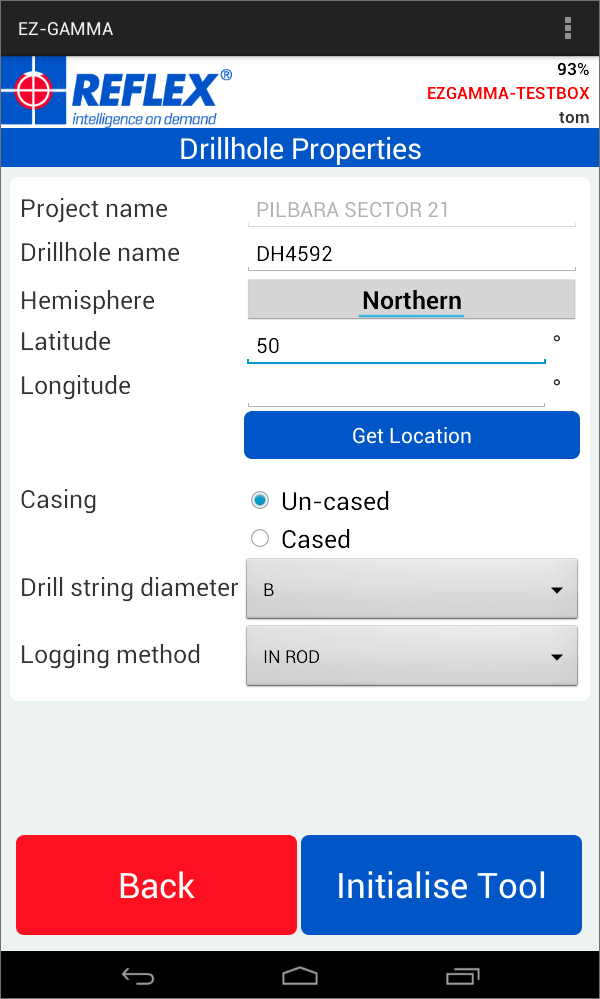 EZ-GAMMA
REFLEX®
intelligence on demand
93%
EZGAMMA-TESTBOX
tom
Drillhole Properties
Project name PILBARA SECTOR 21
Drillhole name DH4592
Hemisphere Northern
Latitude 50 °
Longitude °
Get Location
Casing Un-cased
Cased
Drill string diameter B
Logging method IN ROD
Back Initialise Tool